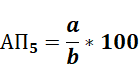 АП₅ = a/b * 100